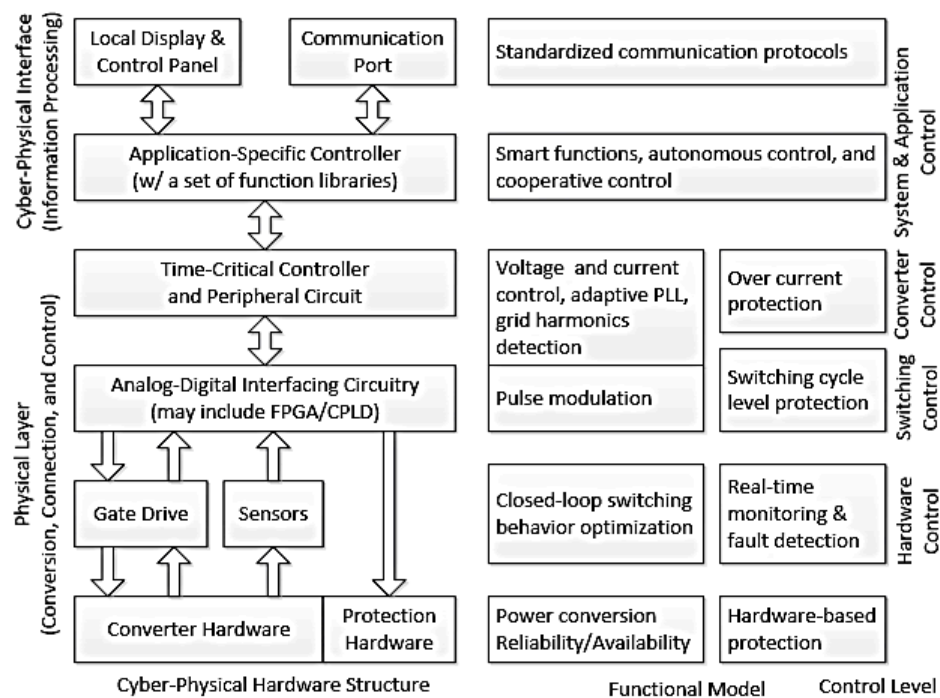 Cyber-Physical Interface
(Information Processing)
Local Display &
Control Panel
Communication
Port
Standardized communication protocols
System & Application
Control
Application-Specific Controller
(w/ a set of function libraries)
Smart functions, autonomous control, and
cooperative control
Physical Layer
(Conversion, Connection, and Control)
Time-Critical Controller
and Peripheral Circuit
Voltage and current
control, adaptive PLL,
grid harmonics
detection
Over current
protection
Converter
Control
Analog-Digital Interfacing Circuitry
(may include FPGA/CPLD)
Pulse modulation
Switching cycle
level protection
Switching
Control
Gate Drive
Sensors
Closed-loop switching
behavior optimization
Real-time
monitoring &
fault detection
Hardware
Control
Converter Hardware
Protection
Hardware
Power conversion
Reliability/Availability
Hardware-based
protection
Cyber-Physical Hardware Structure
Functional Model
Control Level